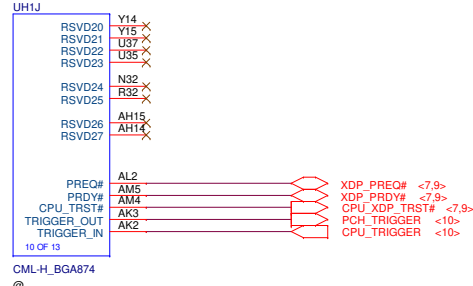 UH1J
RSVD20 Y14
RSVD21 Y15
RSVD22 U37
RSVD23 U35
RSVD24 N32
RSVD25 R32
RSVD26 AH15
RSVD27 AH14
PREQ# AL2 XDP_PREQ# <7,9>
PRDY# AM5 XDP_PRDY# <7,9>
CPU_TRST# AM4 CPU_XDP_TRST# <7,9>
TRIGGER_OUT AK3 PCH_TRIGGER <10>
TRIGGER_IN AK2 CPU_TRIGGER <10>
10 OF 13
CML-H_BGA874
@